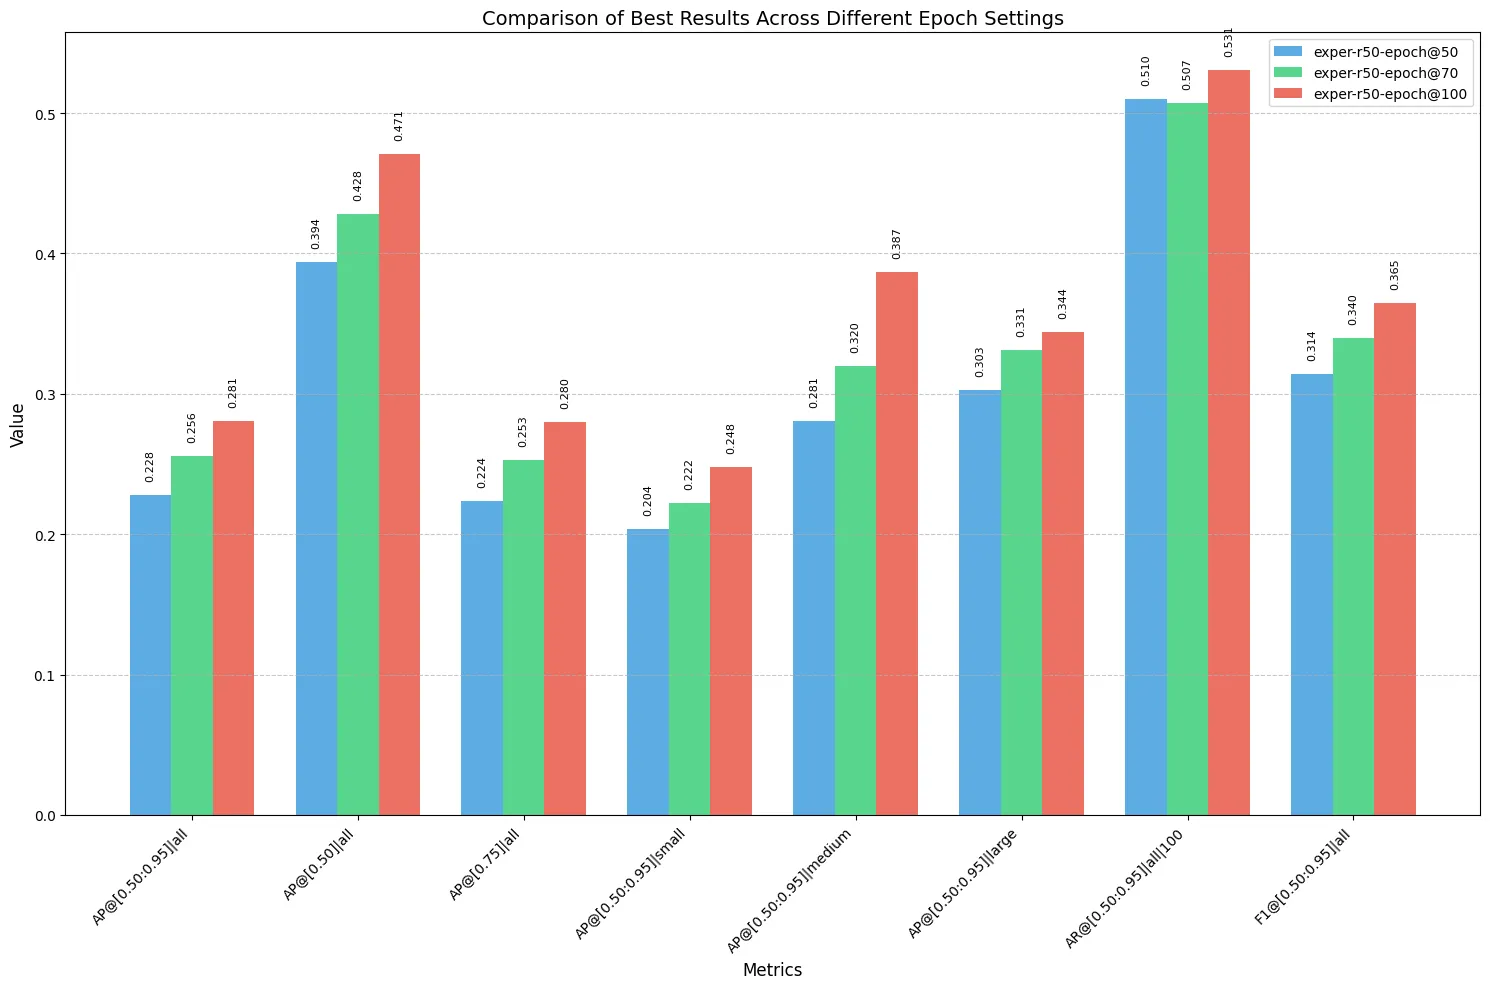 Comparison of Best Results Across Different Epoch Settings
exper-r50-epoch@50
exper-r50-epoch@70
exper-r50-epoch@100
Value
0.5
0.4
0.3
0.2
0.1
0.0
0.228
0.256
0.281
0.394
0.428
0.471
0.224
0.253
0.280
0.204
0.222
0.248
0.281
0.320
0.387
0.303
0.331
0.344
0.510
0.507
0.531
0.314
0.340
0.365
AP@[0.50:0.95]|all
AP@[0.50]|all
AP@[0.75]|all
AP@[0.50:0.95]|small
AP@[0.50:0.95]|medium
AP@[0.50:0.95]|large
AR@[0.50:0.95]|all|100
F1@[0.50:0.95]|all
Metrics